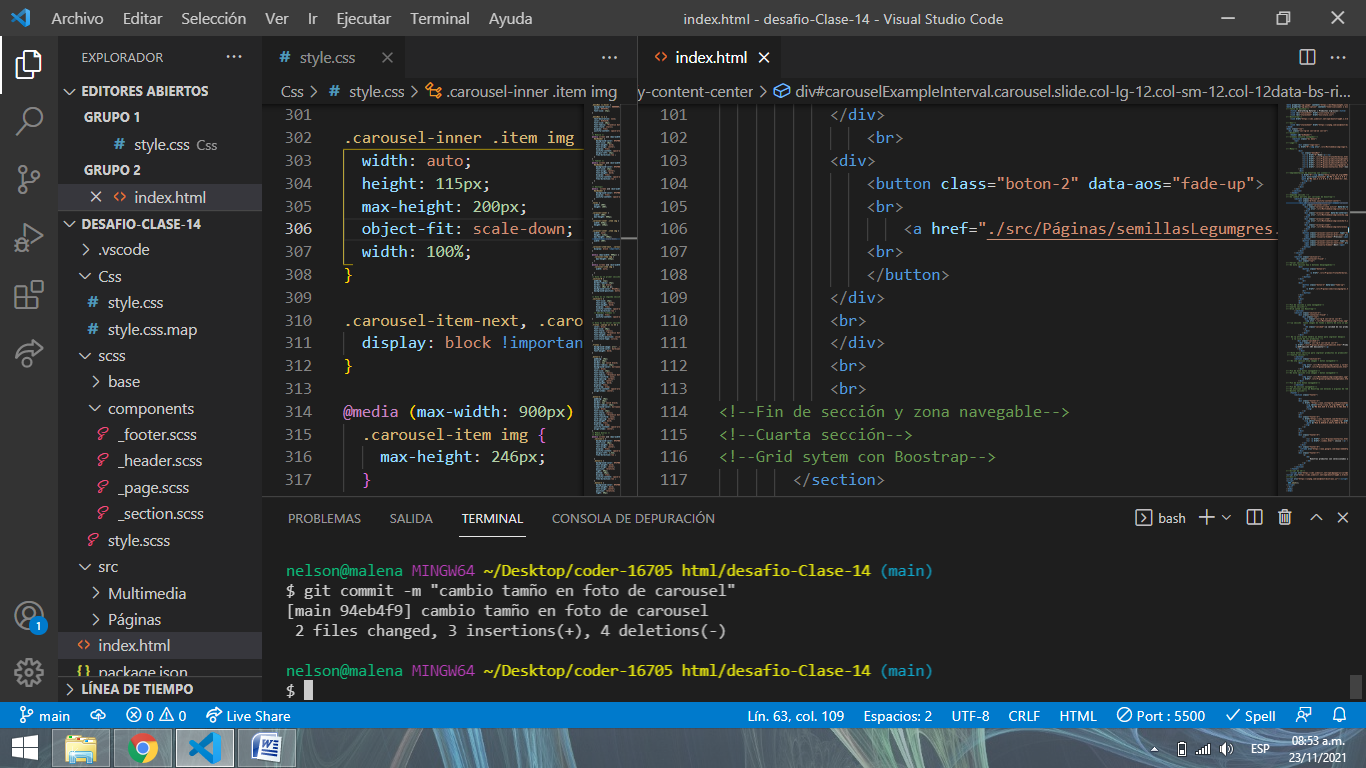 Archivo Editar Selección Ver Ir Ejecutar Terminal Ayuda
index.html - desafio-Clase-14 - Visual Studio Code
EXPLORADOR
EDITORES ABIERTOS
GRUPO 1
# style.css Css
GRUPO 2
<> index.html
DESAFIO-CLASE-14
.vscode
Css
# style.css
# style.css.map
scss
base
components
_footer.scss
_header.scss
_page.scss
_section.scss
style.scss
src
Multimedia
Páginas
<> index.html
{} package.json
LÍNEA DE TIEMPO
# style.css
Css > # style.css > .carousel-inner .item img
301
302 .carousel-inner .item img
303 width: auto;
304 height: 115px;
305 max-height: 200px;
306 object-fit: scale-down;
307 width: 100%;
308 }
309
310 .carousel-item-next, .caro
311 display: block !importan
312 }
313
314 @media (max-width: 900px)
315 .carousel-item img {
316 max-height: 246px;
317 }
<> index.html
y-content-center > div#carouselExampleInterval.carousel.slide.col-lg-12.col-sm-12.col-12data-bs-ri...
101 </div>
102 <br>
103 <div>
104 <button class="boton-2" data-aos="fade-up">
105 <br>
106 <a href="./src/Páginas/semillasLegumgres.
107 <br>
108 </button>
109 </div>
110 <br>
111 </div>
112 <br>
113 <br>
114 <!--Fin de sección y zona navegable-->
115 <!--Cuarta sección-->
116 <!--Grid sytem con Boostrap-->
117 </section>
PROBLEMAS SALIDA TERMINAL CONSOLA DE DEPURACIÓN
bash
nelson@malena MINGW64 ~/Desktop/coder-16705 html/desafio-Clase-14 (main)
$ git commit -m "cambio tamño en foto de carousel"
[main 94eb4f9] cambio tamño en foto de carousel
2 files changed, 3 insertions(+), 4 deletions(-)
nelson@malena MINGW64 ~/Desktop/coder-16705 html/desafio-Clase-14 (main)
$
1
main 0 0 Live Share
Lín. 63, col. 109 Espacios: 2 UTF-8 CRLF HTML Port : 5500 Spell
ESP
08:53 a.m.
23/11/2021